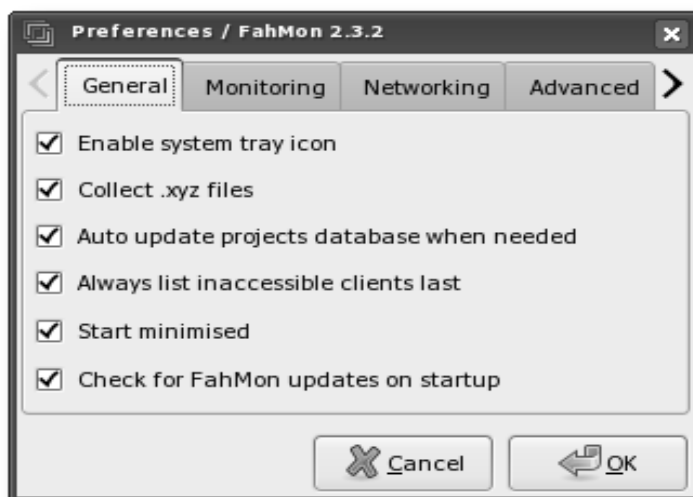 Preferences / FahMon 2.3.2
General Monitoring Networking Advanced
Enable system tray icon
Collect .xyz files
Auto update projects database when needed
Always list inaccessible clients last
Start minimised
Check for FahMon updates on startup
Cancel OK